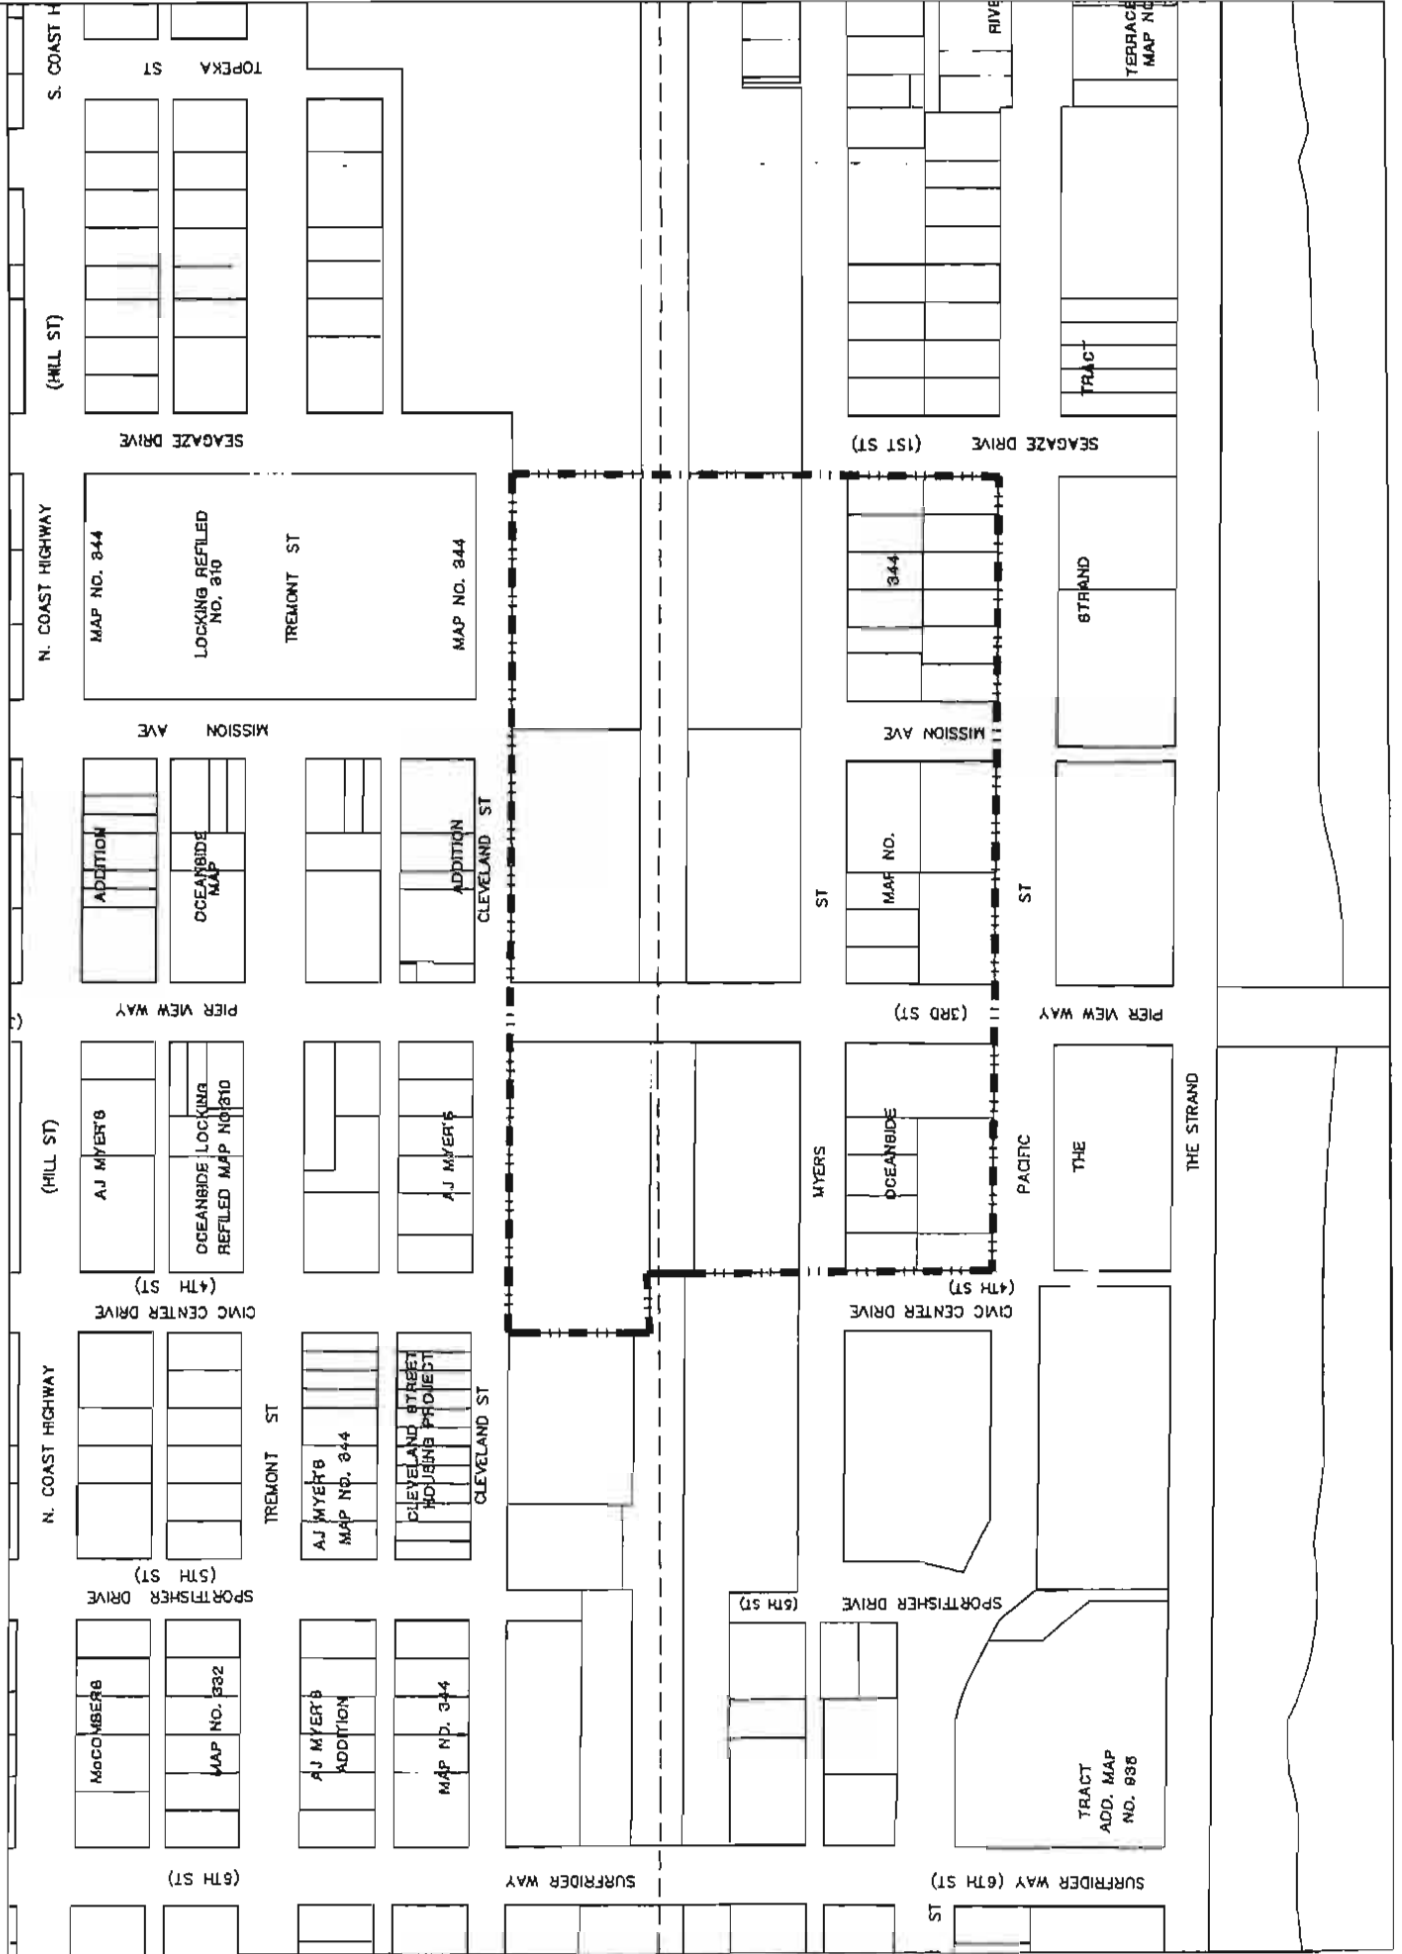 S. COAST H
TOPEKA ST
RIVE
TERRACE
MAP NO
(HILL ST)
TRACT
SEAGAZE DRIVE
(1ST ST)
SEAGAZE DRIVE
N. COAST HIGHWAY
MAP NO. 344
LOCKING REFILED
NO. 310
TREMONT ST
MAP NO. 344
344
STRAND
MISSION AVE
MISSION AVE
ADDITION
OCEANSIDE
MAP
ADDITION
CLEVELAND ST
ST
MAP NO.
ST
PIER VIEW WAY
(3RD ST)
PIER VIEW WAY
(HILL ST)
AJ MYER'S
OCEANSIDE LOCKING
REFILED MAP NO.310
AJ MYER'S
MYERS
OCEANSIDE
PACIFIC
THE
THE STRAND
(4TH ST)
CIVIC CENTER DRIVE
(4TH ST)
CIVIC CENTER DRIVE
N. COAST HIGHWAY
TREMONT ST
AJ MYER'S
MAP NO. 344
CLEVELAND STREET
HOUSING PROJECT
CLEVELAND ST
(5TH ST)
SPORTFISHER DRIVE
(5TH ST)
SPORTFISHER DRIVE
McCOMBERS
MAP NO. 332
AJ MYER'S
ADDITION
MAP NO. 344
TRACT
ADD. MAP
NO. 935
(6TH ST)
SURFRIDER WAY
SURFRIDER WAY (6TH ST)
ST